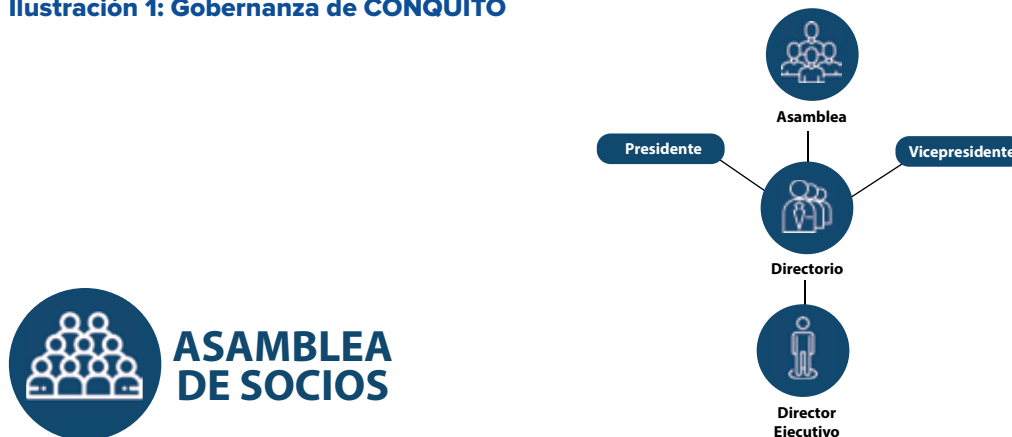 Ilustración 1: Gobernanza de CONQUITO
Asamblea
Presidente
Vicepresidente
Directorio
ASAMBLEA
DE SOCIOS
Director
Ejecutivo